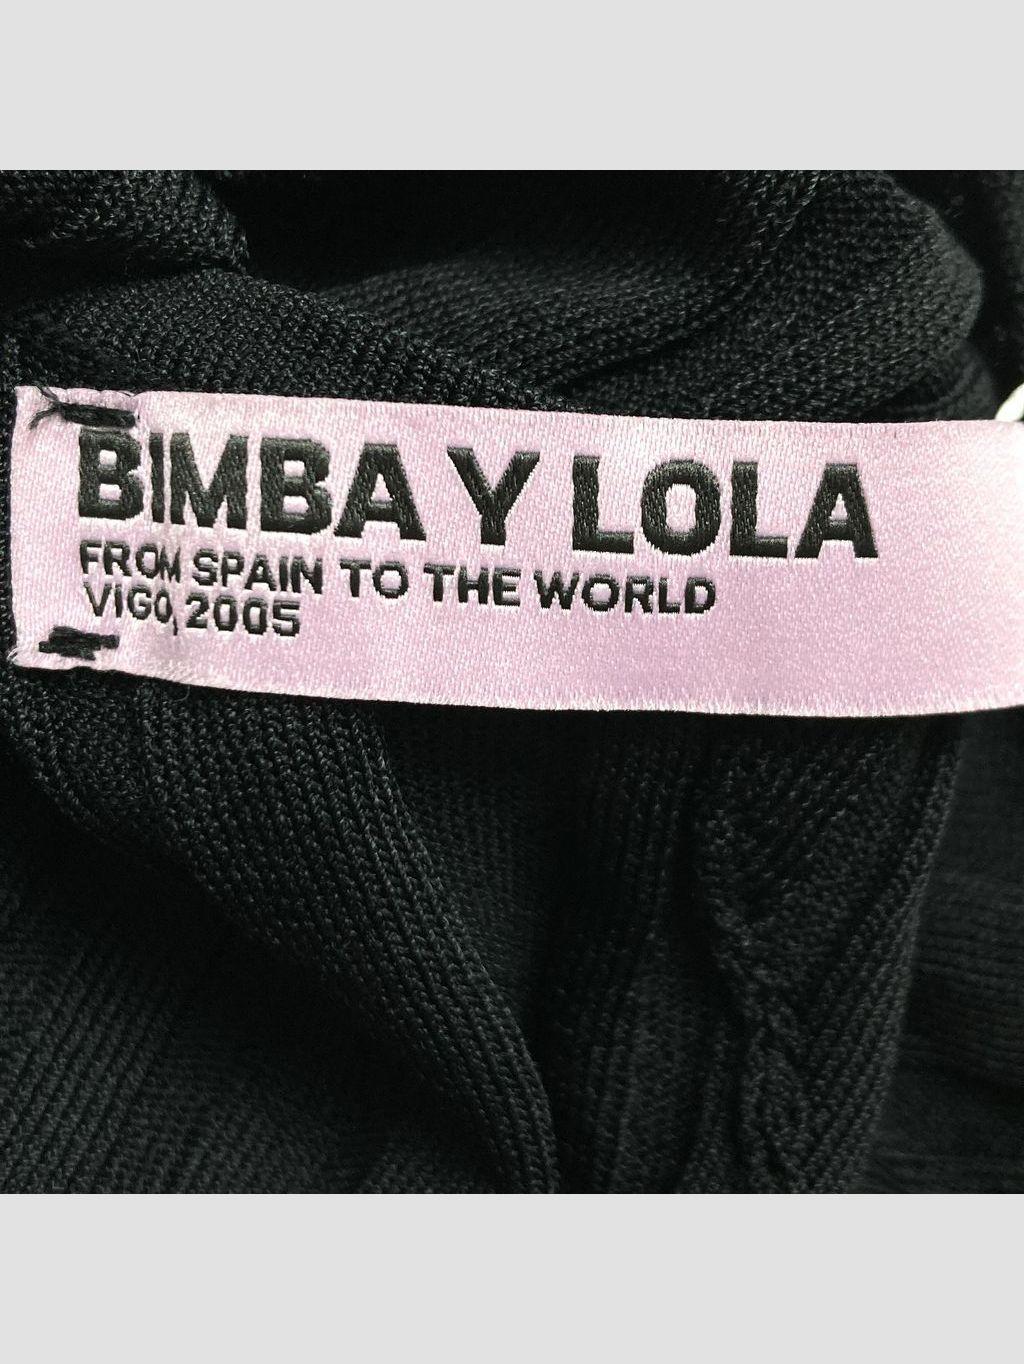 BIMBA Y LOLA
FROM SPAIN TO THE WORLD
VIGO, 2005